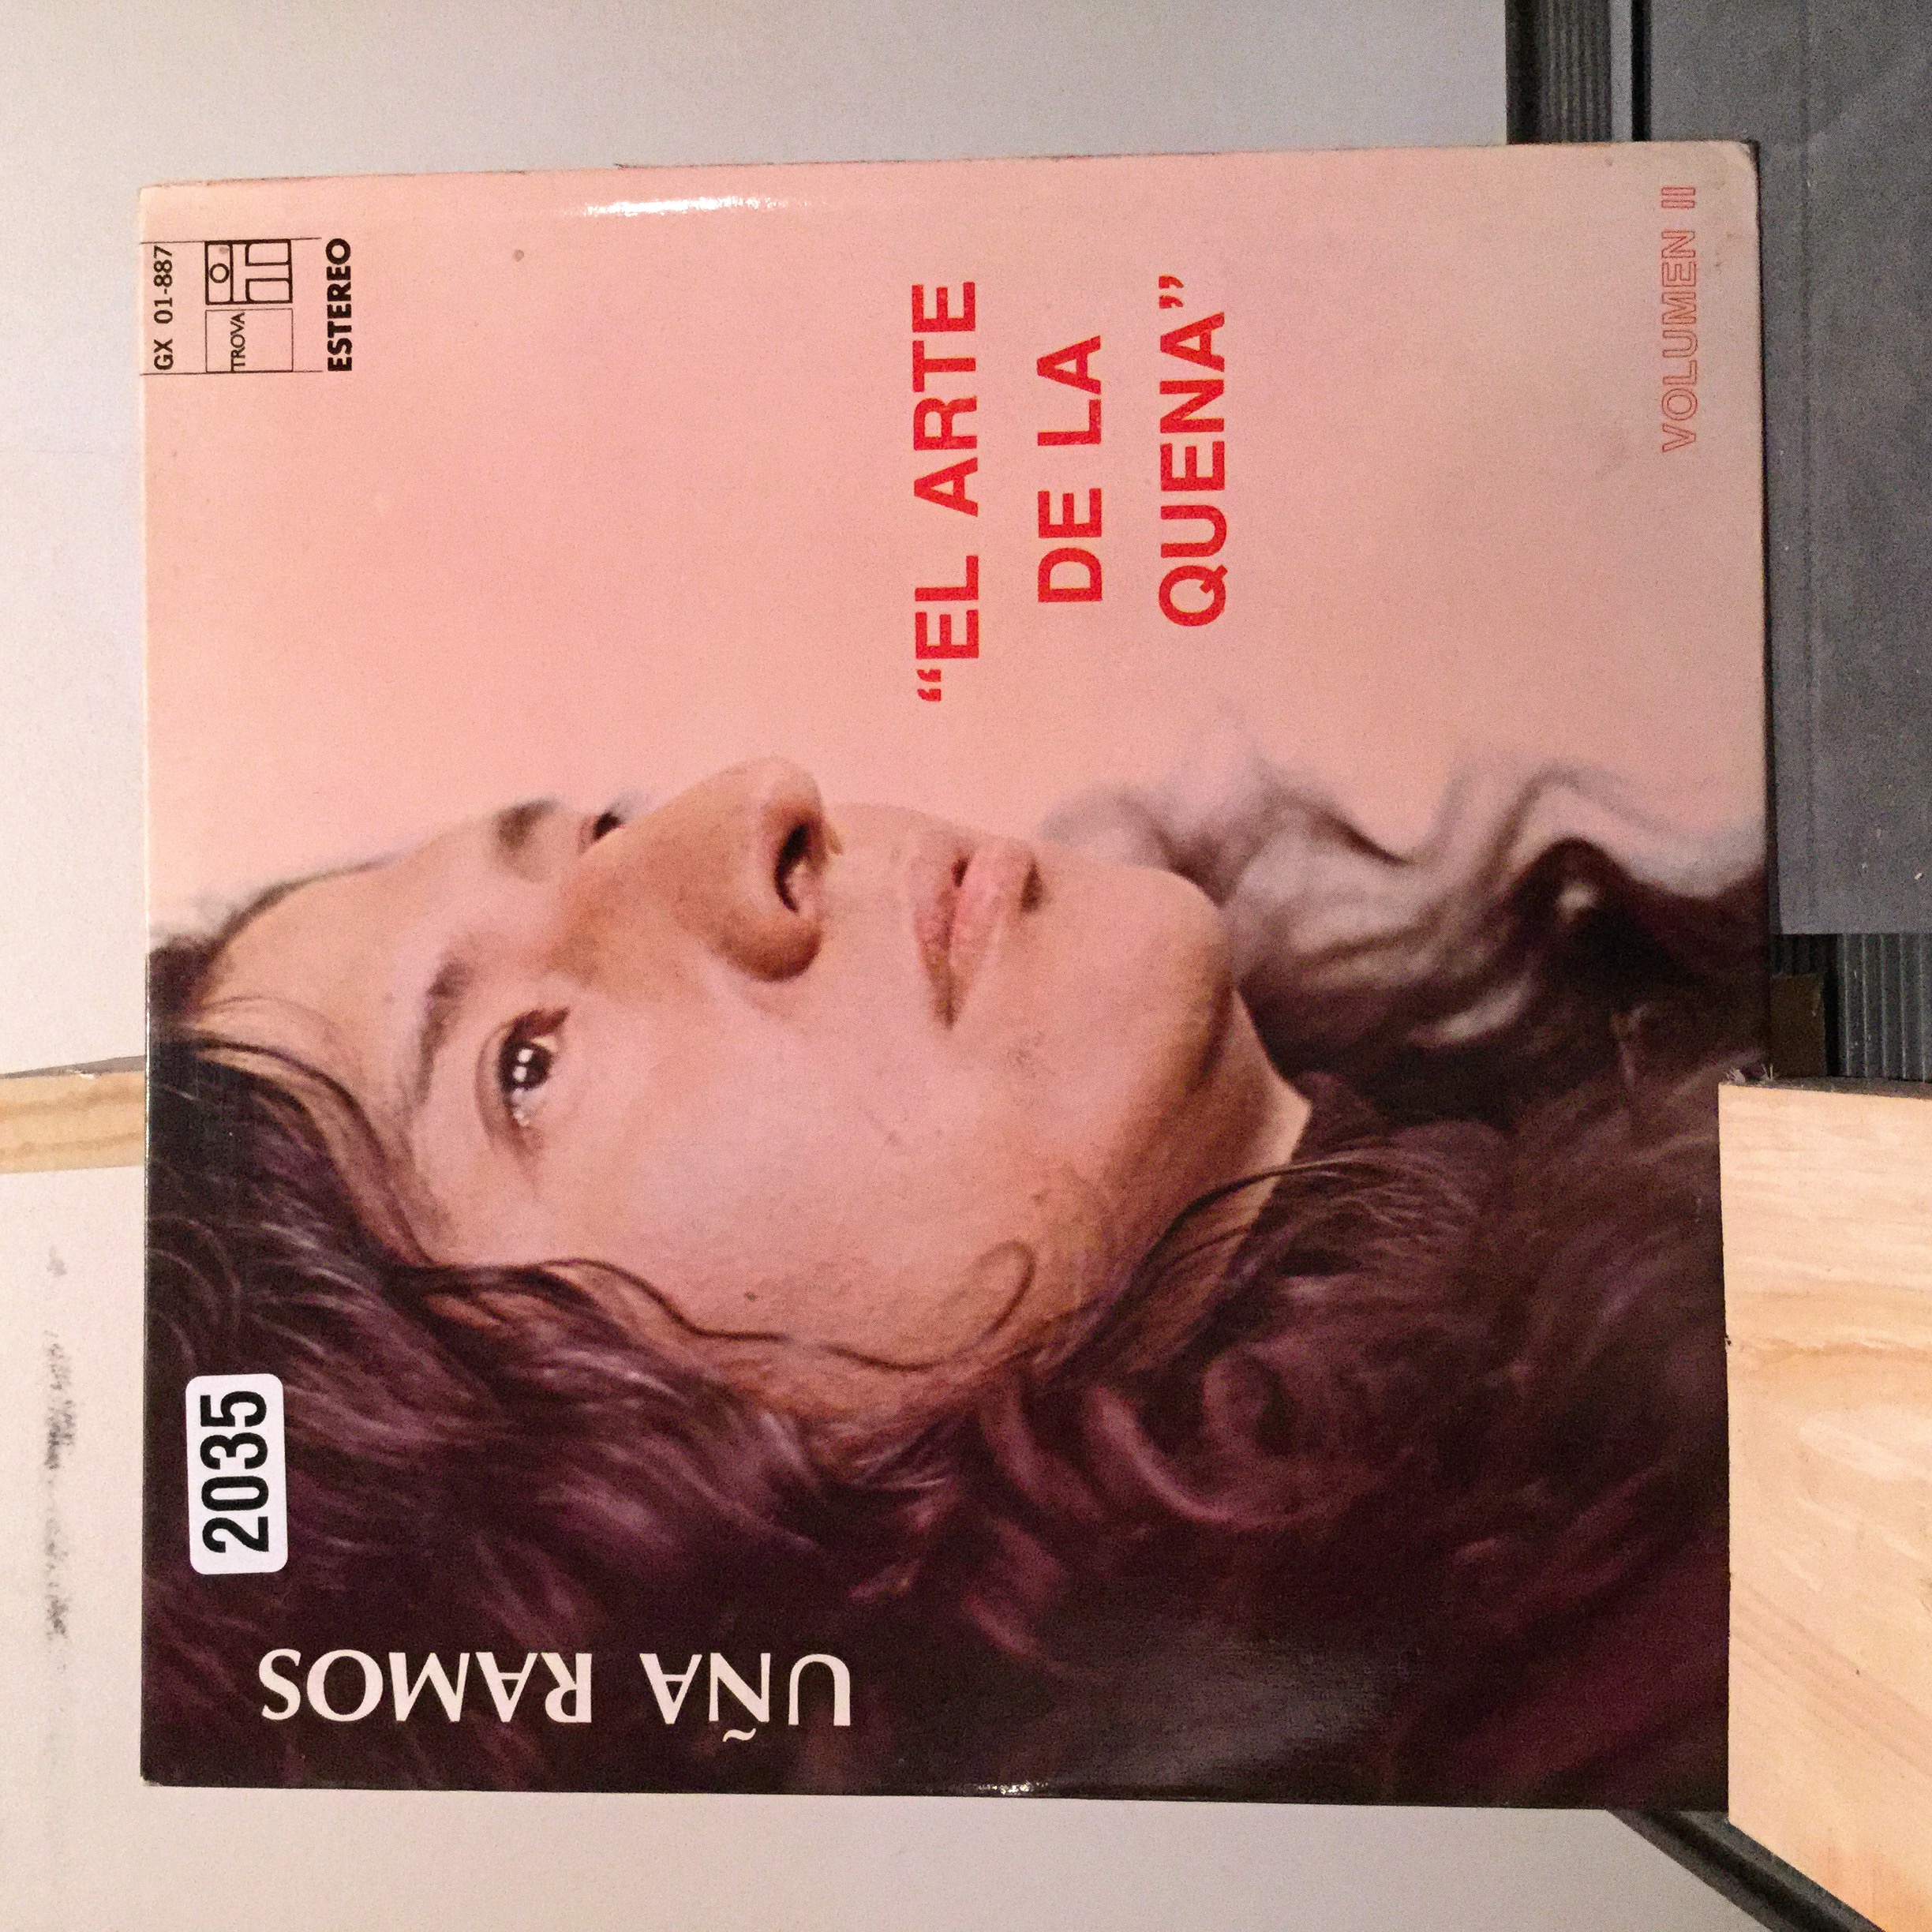 GX 01-887
TROVA
ESTEREO
2035
UÑA RAMOS
“EL ARTE
DE LA
QUENA”
VOLUMEN II